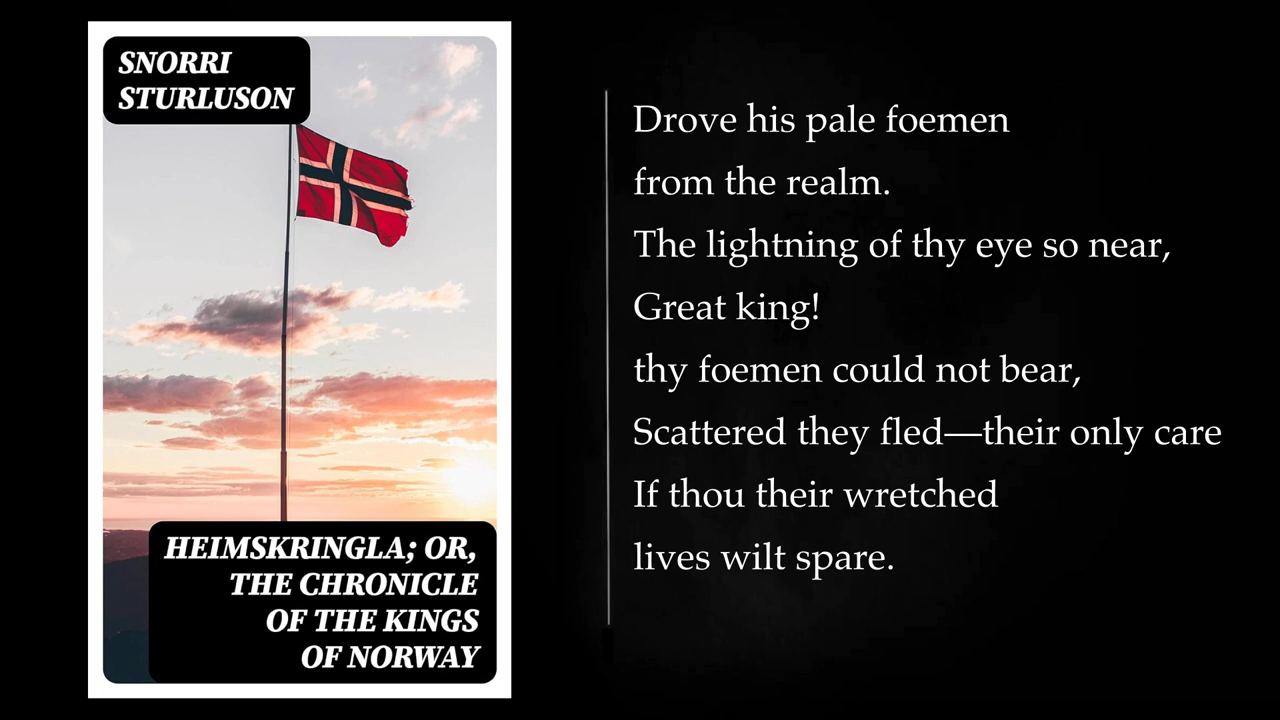 SNORRI
STURLUSON
HEIMSKRINGLA; OR,
THE CHRONICLE
OF THE KINGS
OF NORWAY
Drove his pale foemen
from the realm.
The lightning of thy eye so near,
Great king!
thy foemen could not bear,
Scattered they fled—their only care
If thou their wretched
lives wilt spare.